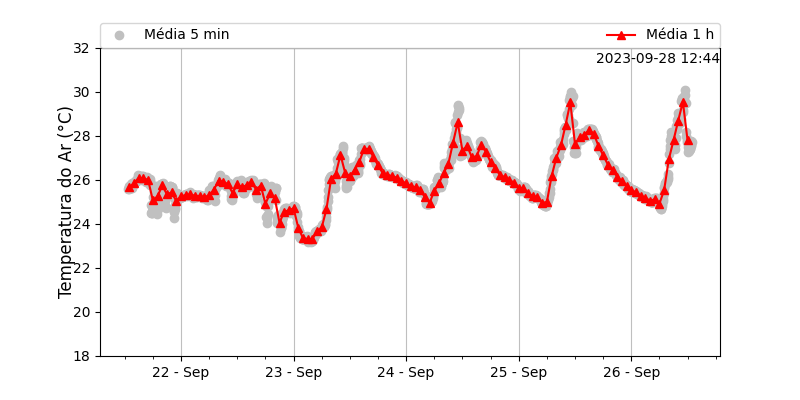 Média 5 min
Média 1 h
2023-09-28 12:44
Temperatura do Ar (°C)
32
30
28
26
24
22
20
18
22 - Sep
23 - Sep
24 - Sep
25 - Sep
26 - Sep